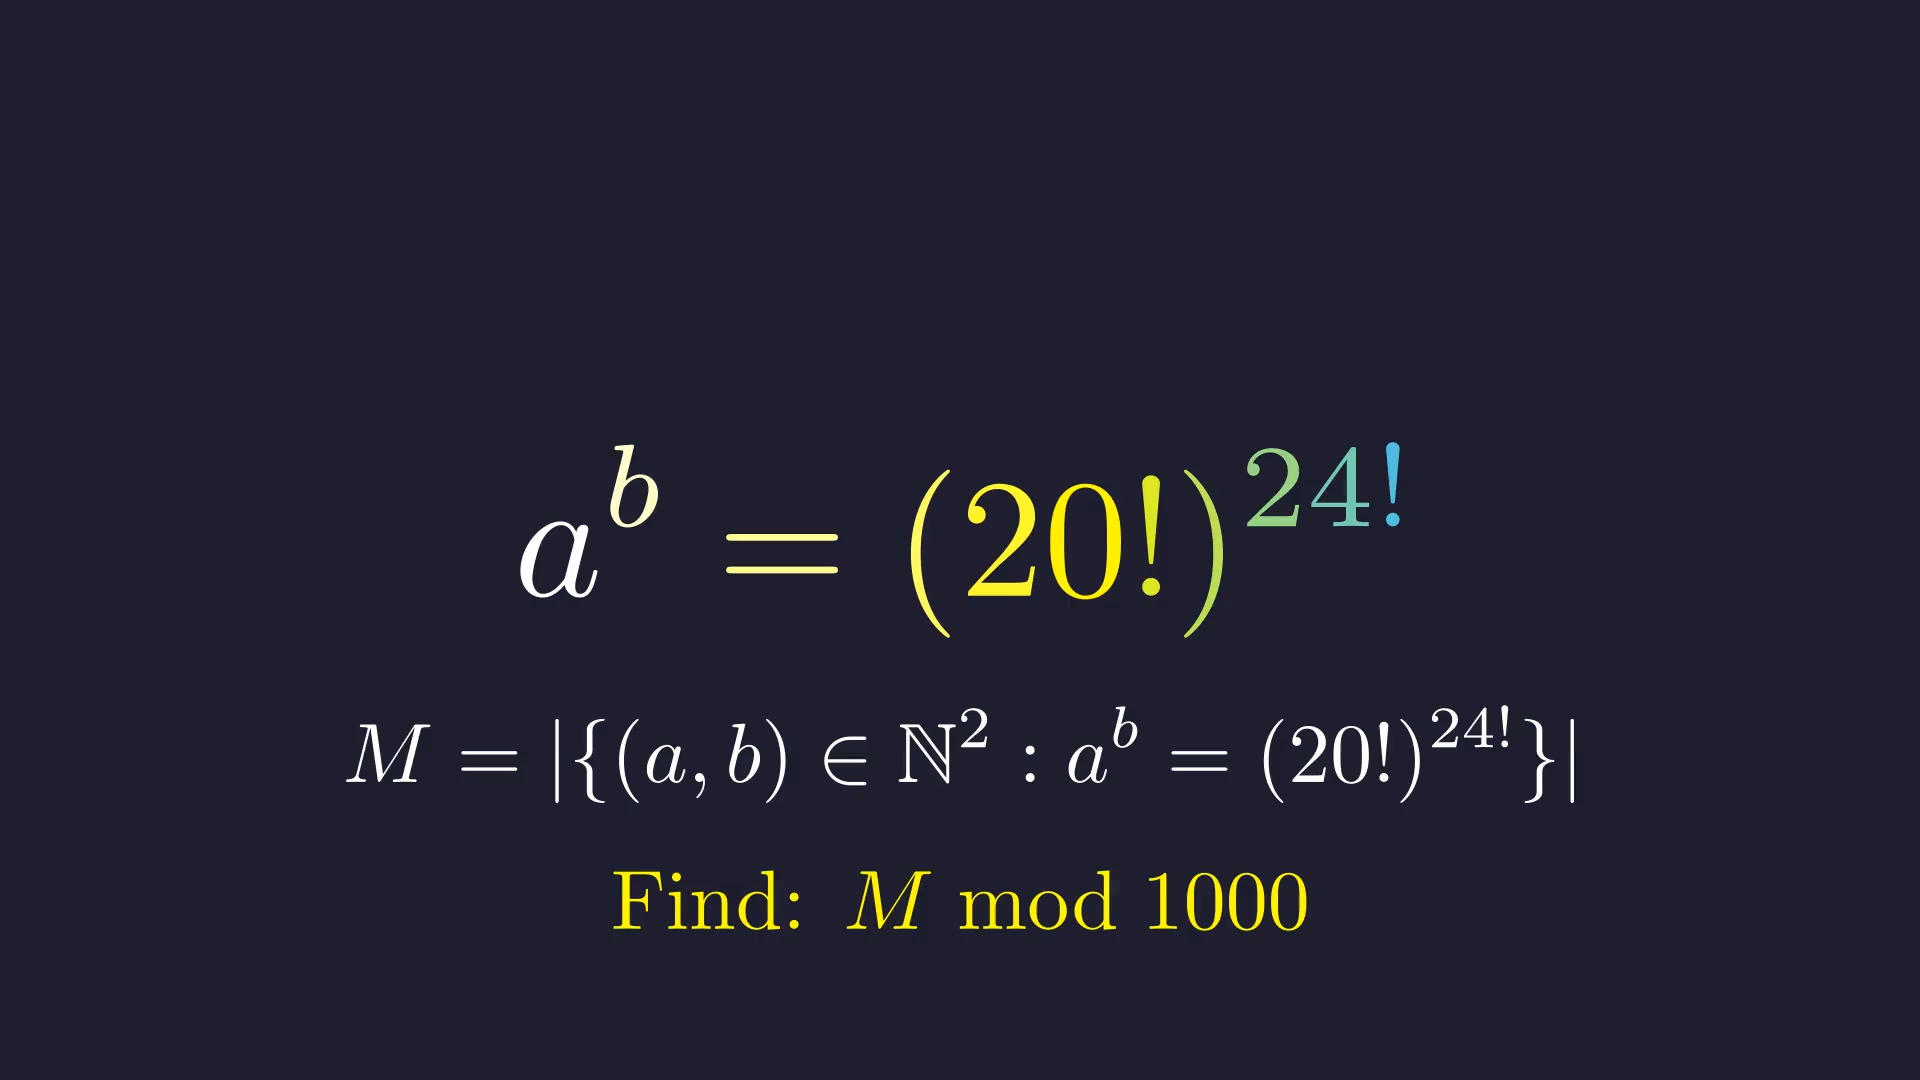 a^b = (20!)^{24!}
M = |{(a, b) ∈ ℕ^2 : a^b = (20!)^{24!}}|
Find: M mod 1000